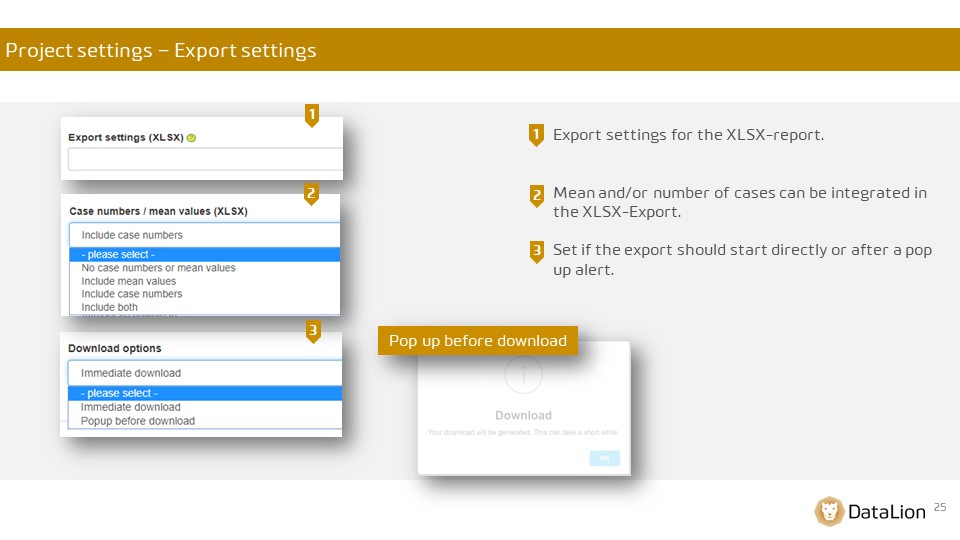 Project settings – Export settings
1
Export settings (XLSX)
2
Case numbers / mean values (XLSX)
Include case numbers
- please select -
No case numbers or mean values
Include mean values
Include case numbers
Include both
3
Download options
Immediate download
- please select -
Immediate download
Popup before download
Pop up before download
Download
Your download will be generated. This can take a short while.
OK
1 Export settings for the XLSX-report.
2 Mean and/or number of cases can be integrated in
the XLSX-Export.
3 Set if the export should start directly or after a pop
up alert.
DataLion
25